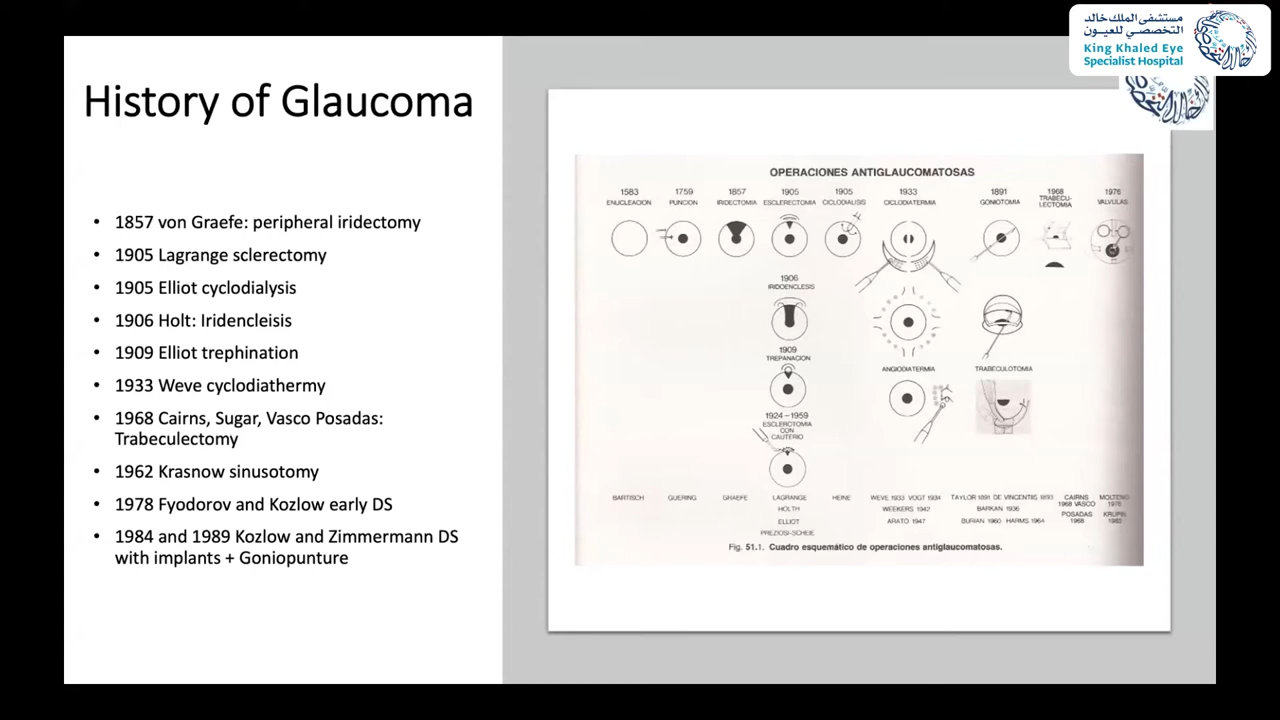 مستشفى الملك خالد
التخصصي للعيون
King Khaled Eye
Specialist Hospital
History of Glaucoma
• 1857 von Graefe: peripheral iridectomy
• 1905 Lagrange sclerectomy
• 1905 Elliot cyclodialysis
• 1906 Holt: Iridencleisis
• 1909 Elliot trephination
• 1933 Weve cyclodiathermy
• 1968 Cairns, Sugar, Vasco Posadas:
Trabeculectomy
• 1962 Krasnow sinusotomy
• 1978 Fyodorov and Kozlow early DS
• 1984 and 1989 Kozlow and Zimmermann DS
with implants + Goniopunture
OPERACIONES ANTIGLAUCOMATOSAS
1583 1759 1857 1905 1905 1933 1891 1968 1976
ENUCLEACION PUNCION IRIDECTOMIA ESCLERECTOMIA CICLODIALISIS CICLODIATERMIA GONIOTOMIA TRABECU-
LECTOMIA VALVULAS
1906
IRIDOENCLESIS
1909
TREPANACION
ANGIODIATERMIA TRABECULOTOMIA
1924 – 1959
ESCLEROTOMIA
CON
CAUTERIO
BARTISCH GUERING GRAEFE LAGRANGE HEINE WEVE 1933 VOGT 1934 TAYLOR 1891 DE VINCENTIIS 1893 CAIRNS MOLTENO
1968 VASCO 1976
HOLTH WEEKERS 1942 BARKAN 1936 POSADAS KRUPIN
ELLIOT ARATO 1947 BURIAN 1960 HARMS 1964 1968
PREZIOSI-SCHEIE
Fig. 51.1. Cuadro esquemático de operaciones antiglaucomatosas.